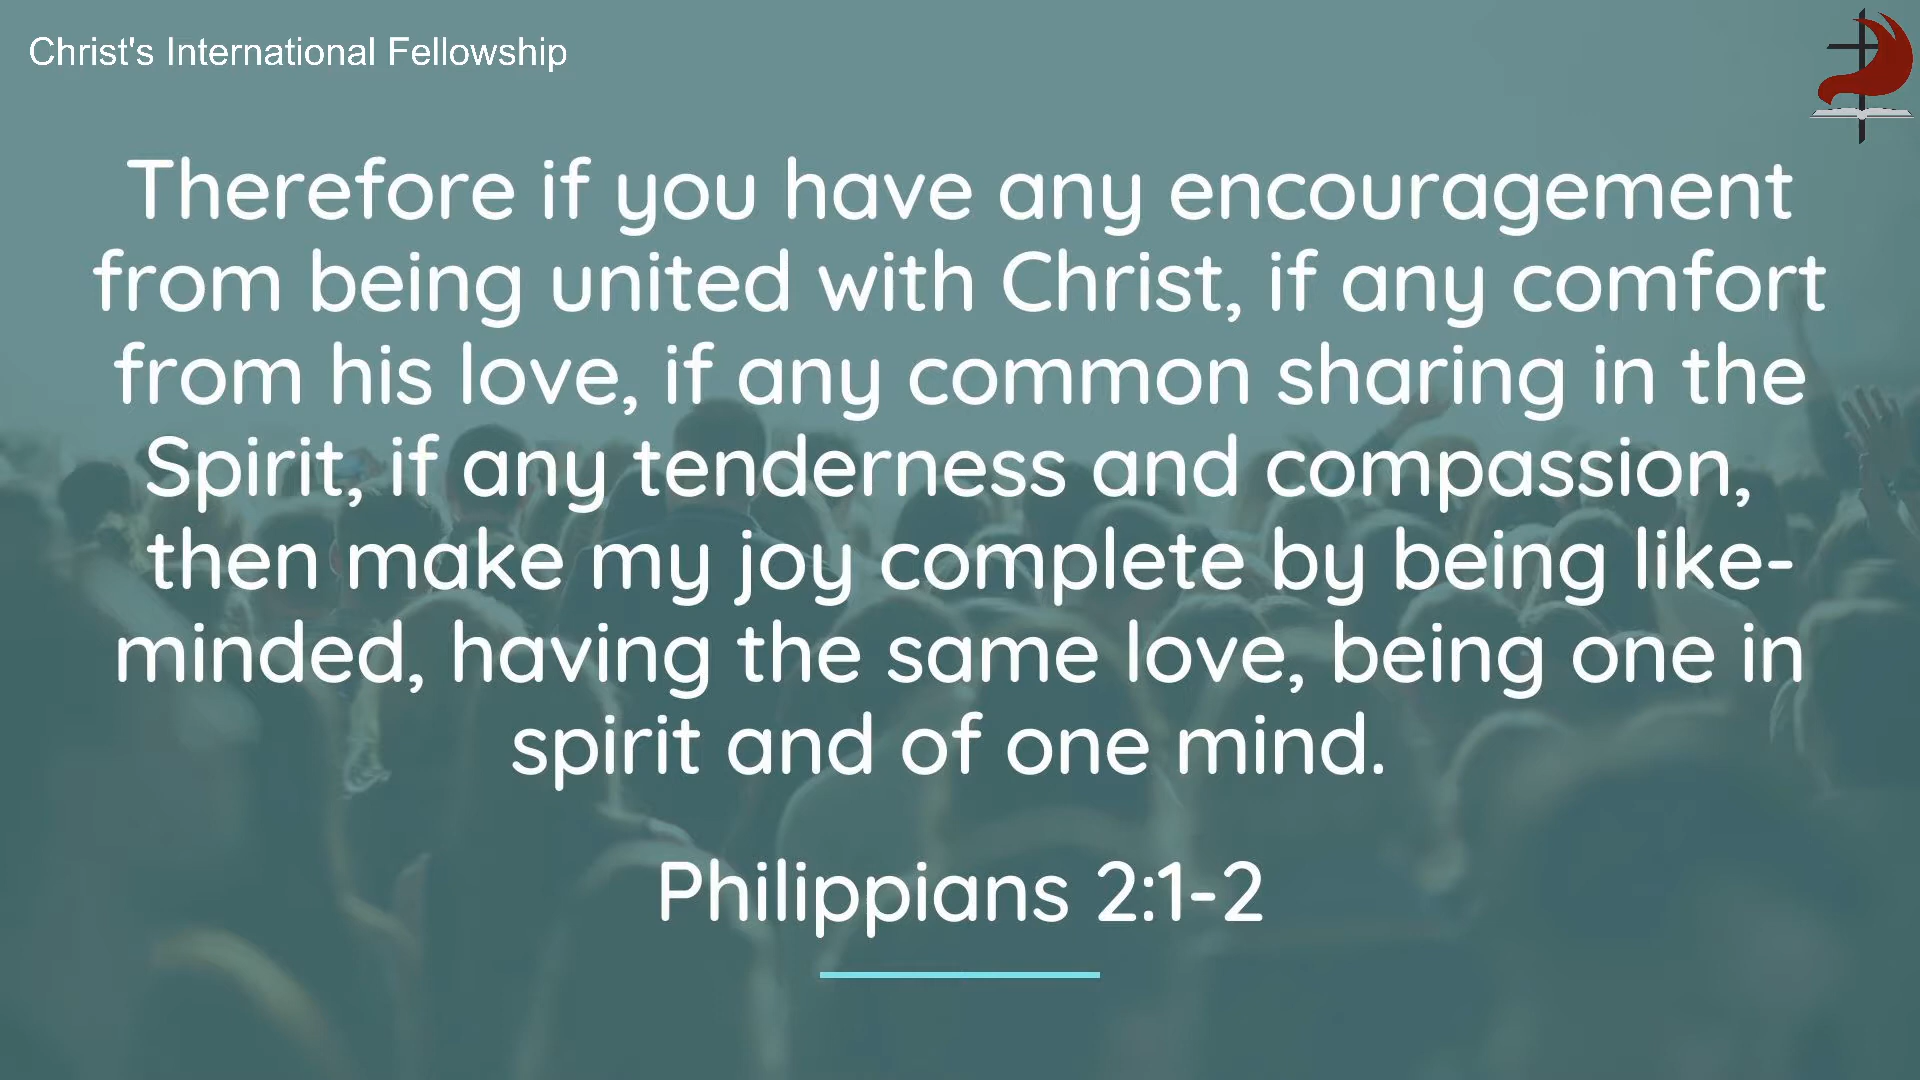 Christ's International Fellowship
Therefore if you have any encouragement
from being united with Christ, if any comfort
from his love, if any common sharing in the
Spirit, if any tenderness and compassion,
then make my joy complete by being like-
minded, having the same love, being one in
spirit and of one mind.
Philippians 2:1-2